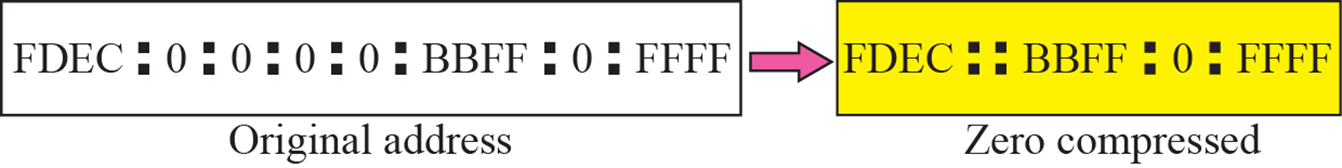 FDEC : 0 : 0 : 0 : 0 : BBFF : 0 : FFFF
FDEC :: BBFF : 0 : FFFF
Original address
Zero compressed